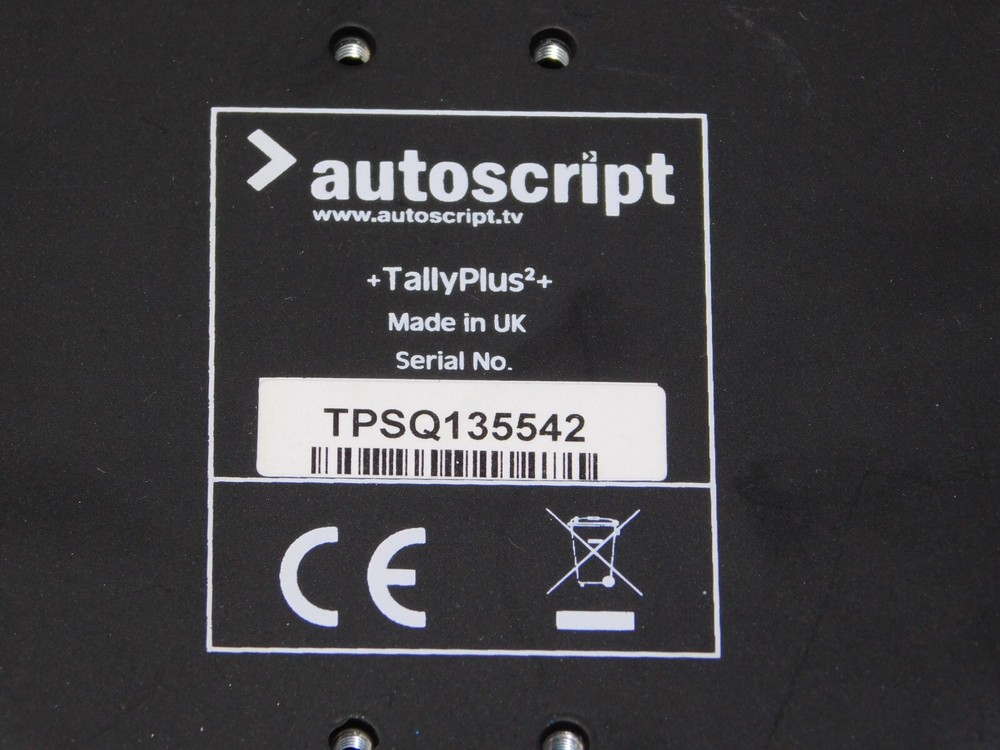 autoscript
www.autoscript.tv
+TallyPlus²+
Made in UK
Serial No.
TPSQ135542
CE